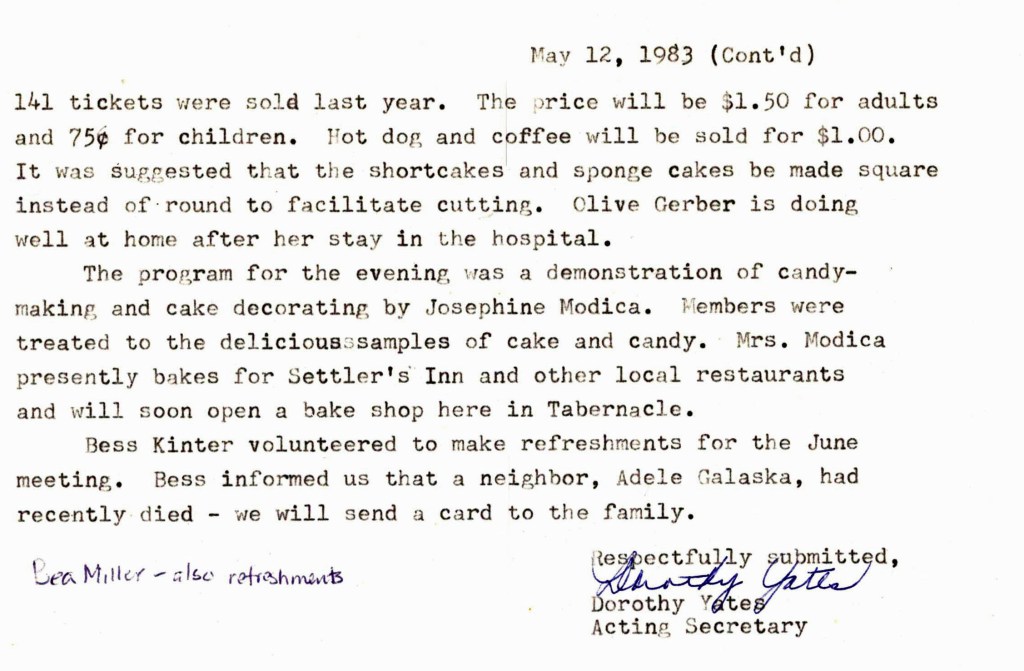 May 12, 1983 (Cont'd)
141 tickets were sold last year. The price will be $1.50 for adults
and 75¢ for children. Hot dog and coffee will be sold for $1.00.
It was suggested that the shortcakes and sponge cakes be made square
instead of round to facilitate cutting. Olive Gerber is doing
well at home after her stay in the hospital.
The program for the evening was a demonstration of candy-
making and cake decorating by Josephine Modica. Members were
treated to the deliciousssamples of cake and candy. Mrs. Modica
presently bakes for Settler's Inn and other local restaurants
and will soon open a bake shop here in Tabernacle.
Bess Kinter volunteered to make refreshments for the June
meeting. Bess informed us that a neighbor, Adele Galaska, had
recently died - we will send a card to the family.
Bea Miller - also refreshments
Respectfully submitted,
Dorothy Yates
Dorothy Yates
Acting Secretary